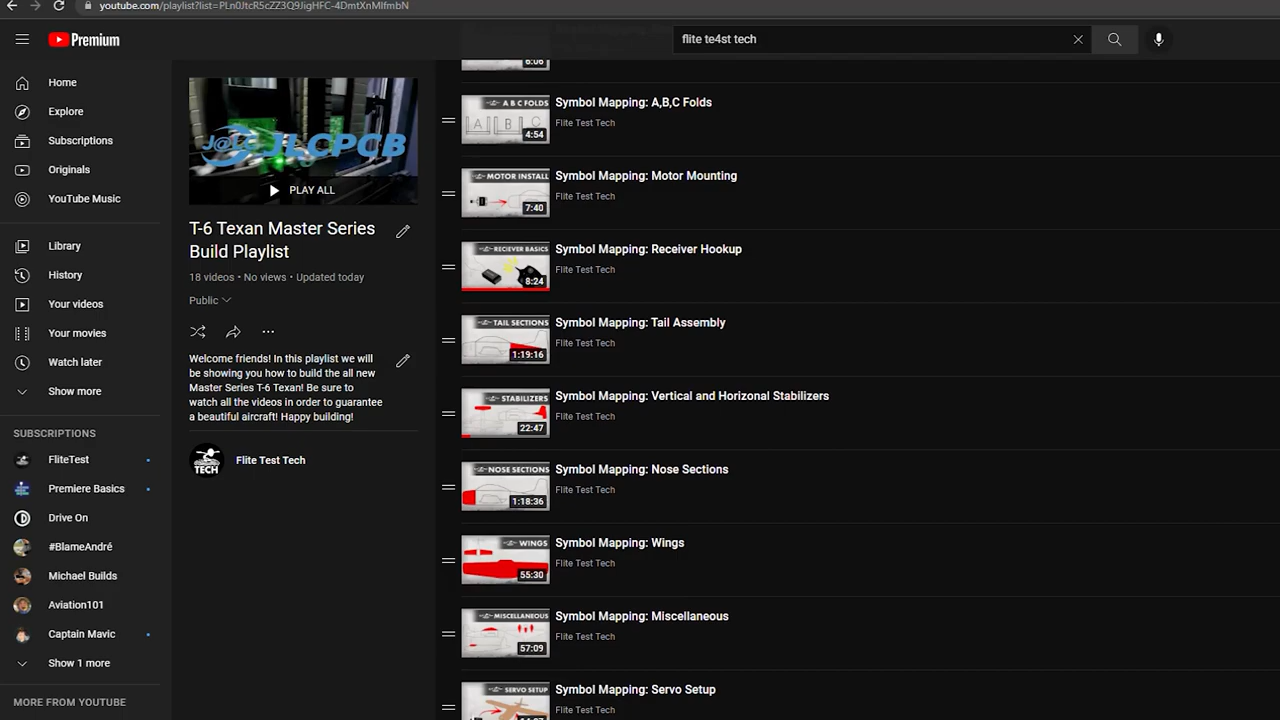 youtube.com/playlist?list=PLn0JtcR5cZZ3Q9JigHFC-4DmtXnMIfmbN
Premium
flite te4st tech
Home
Explore
Subscriptions
Originals
YouTube Music
Library
History
Your videos
Your movies
Watch later
Show more
SUBSCRIPTIONS
FliteTest
Premiere Basics
Drive On
#BlameAndré
Michael Builds
Aviation101
Captain Mavic
Show 1 more
MORE FROM YOUTUBE
J@LC JLCPCB
PLAY ALL
T-6 Texan Master Series
Build Playlist
18 videos • No views • Updated today
Public
Welcome friends! In this playlist we will
be showing you how to build the all new
Master Series T-6 Texan! Be sure to
watch all the videos in order to guarantee
a beautiful aircraft! Happy building!
TECH
Flite Test Tech
6:06
A B C FOLDS
A B C
4:54
Symbol Mapping: A,B,C Folds
Flite Test Tech
MOTOR INSTALL
7:40
Symbol Mapping: Motor Mounting
Flite Test Tech
RECIEVER BASICS
8:24
Symbol Mapping: Receiver Hookup
Flite Test Tech
TAIL SECTIONS
1:19:16
Symbol Mapping: Tail Assembly
Flite Test Tech
STABILIZERS
22:47
Symbol Mapping: Vertical and Horizonal Stabilizers
Flite Test Tech
NOSE SECTIONS
1:18:36
Symbol Mapping: Nose Sections
Flite Test Tech
WINGS
55:30
Symbol Mapping: Wings
Flite Test Tech
MISCELLANEOUS
57:09
Symbol Mapping: Miscellaneous
Flite Test Tech
SERVO SETUP
Symbol Mapping: Servo Setup
Flite Test Tech